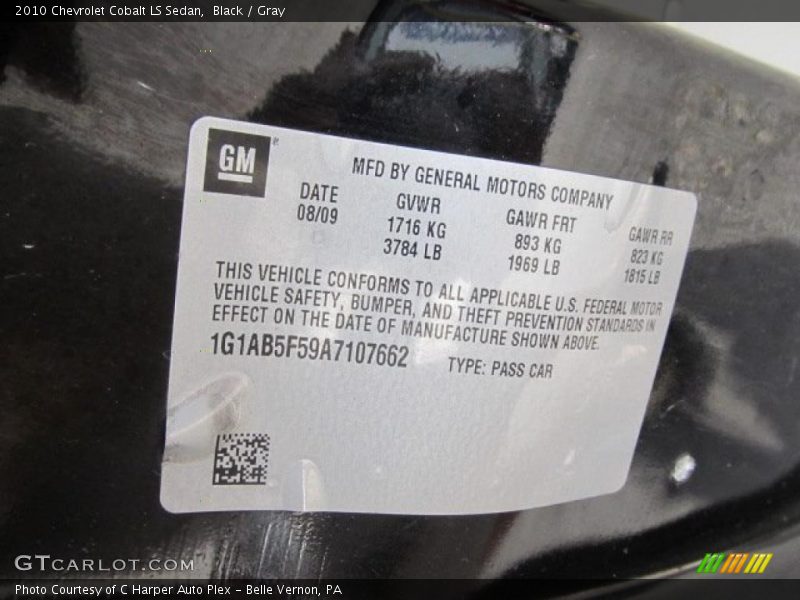 2010 Chevrolet Cobalt LS Sedan, Black / Gray
GM®
MFD BY GENERAL MOTORS COMPANY
DATE GVWR GAWR FRT GAWR RR
08/09 1716 KG 893 KG 823 KG
3784 LB 1969 LB 1815 LB
THIS VEHICLE CONFORMS TO ALL APPLICABLE U.S. FEDERAL MOTOR
VEHICLE SAFETY, BUMPER, AND THEFT PREVENTION STANDARDS IN
EFFECT ON THE DATE OF MANUFACTURE SHOWN ABOVE.
1G1AB5F59A7107662 TYPE: PASS CAR
GTCARLOT.COM
Photo Courtesy of C Harper Auto Plex - Belle Vernon, PA